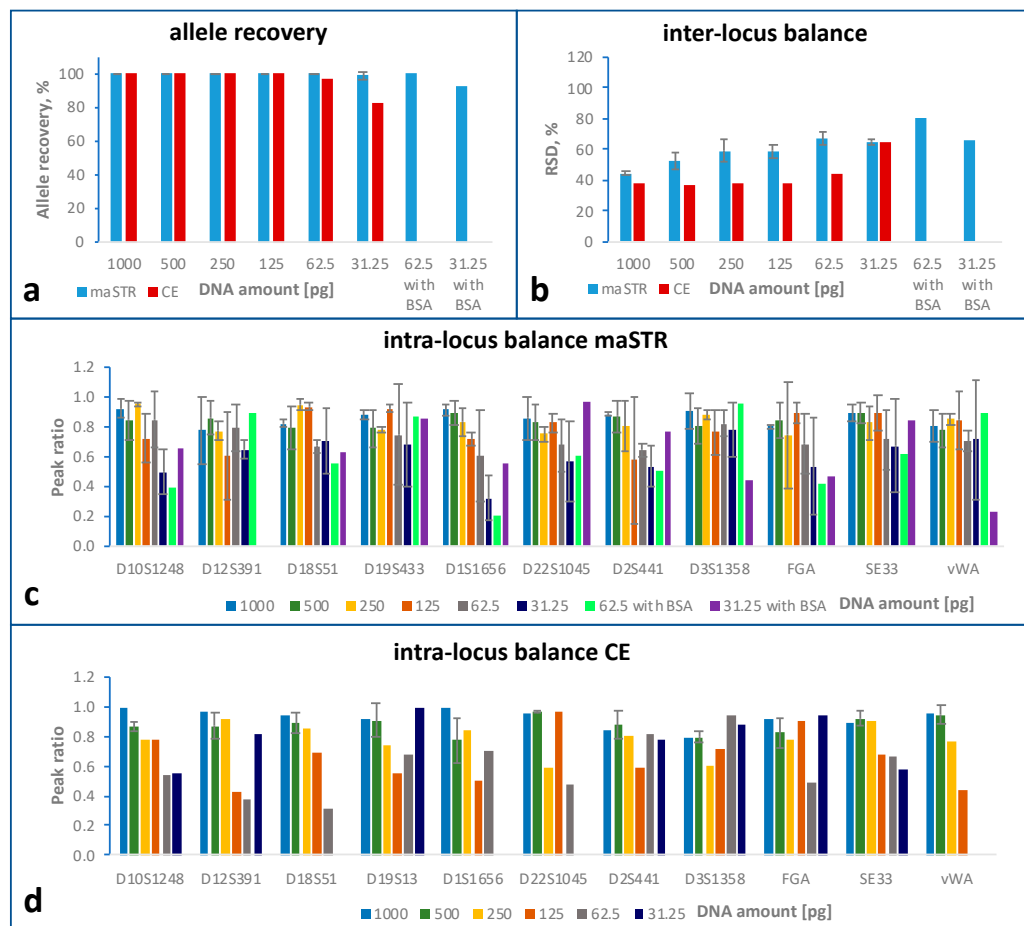 allele recovery
Allele recovery, %
100
80
60
40
20
0
1000 500 250 125 62.5 31.25 62.5 31.25
with with
BSA BSA
DNA amount [pg]
maSTR CE
a
inter-locus balance
RSD, %
120
100
80
60
40
20
0
1000 500 250 125 62.5 31.25 62.5 31.25
with with
BSA BSA
DNA amount [pg]
maSTR CE
b
intra-locus balance maSTR
Peak ratio
1.2
1.0
0.8
0.6
0.4
0.2
0.0
D10S1248 D12S391 D18S51 D19S433 D1S1656 D22S1045 D2S441 D3S1358 FGA SE33 vWA
1000 500 250 125 62.5 31.25 62.5 with BSA 31.25 with BSA DNA amount [pg]
c
intra-locus balance CE
Peak ratio
1.2
1.0
0.8
0.6
0.4
0.2
0.0
D10S1248 D12S391 D18S51 D19S13 D1S1656 D22S1045 D2S441 D3S1358 FGA SE33 vWA
DNA amount [pg]
1000 500 250 125 62.5 31.25
d